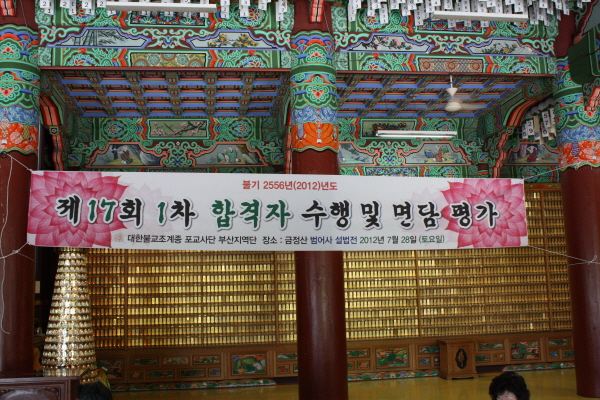 불기 2556년(2012)년도
제17회 1차 합격자 수행 및 면담 평가
대한불교조계종 포교사단 부산지역단 장소 : 금정산 범어사 설법전 2012년 7월 28일 (토요일)